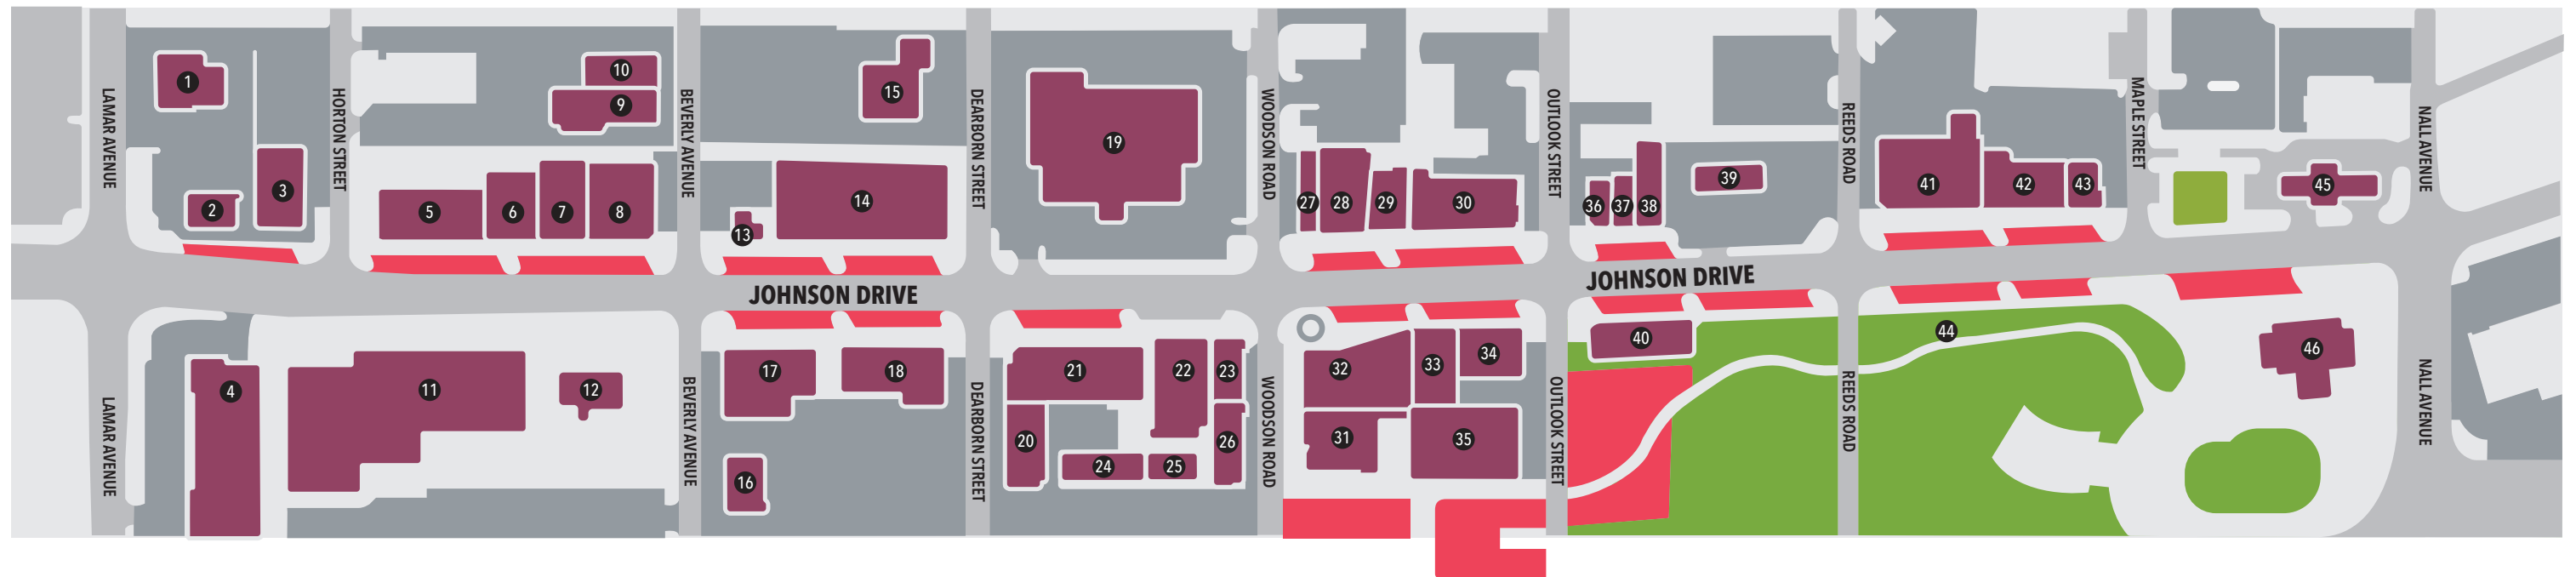 1
2
3
LAMAR AVENUE
HORTON STREET
10
9
5
6
7
8
BEVERLY AVENUE
15
14
13
DEARBORN STREET
19
WOODSON ROAD
27
28
29
30
OUTLOOK STREET
36
37
38
39
REEDS ROAD
41
42
43
MAPLE STREET
45
NALL AVENUE
JOHNSON DRIVE
JOHNSON DRIVE
LAMAR AVENUE
4
11
12
BEVERLY AVENUE
17
18
16
DEARBORN STREET
21
22
23
20
24
25
26
WOODSON ROAD
32
33
34
31
35
OUTLOOK STREET
40
REEDS ROAD
44
46
NALL AVENUE